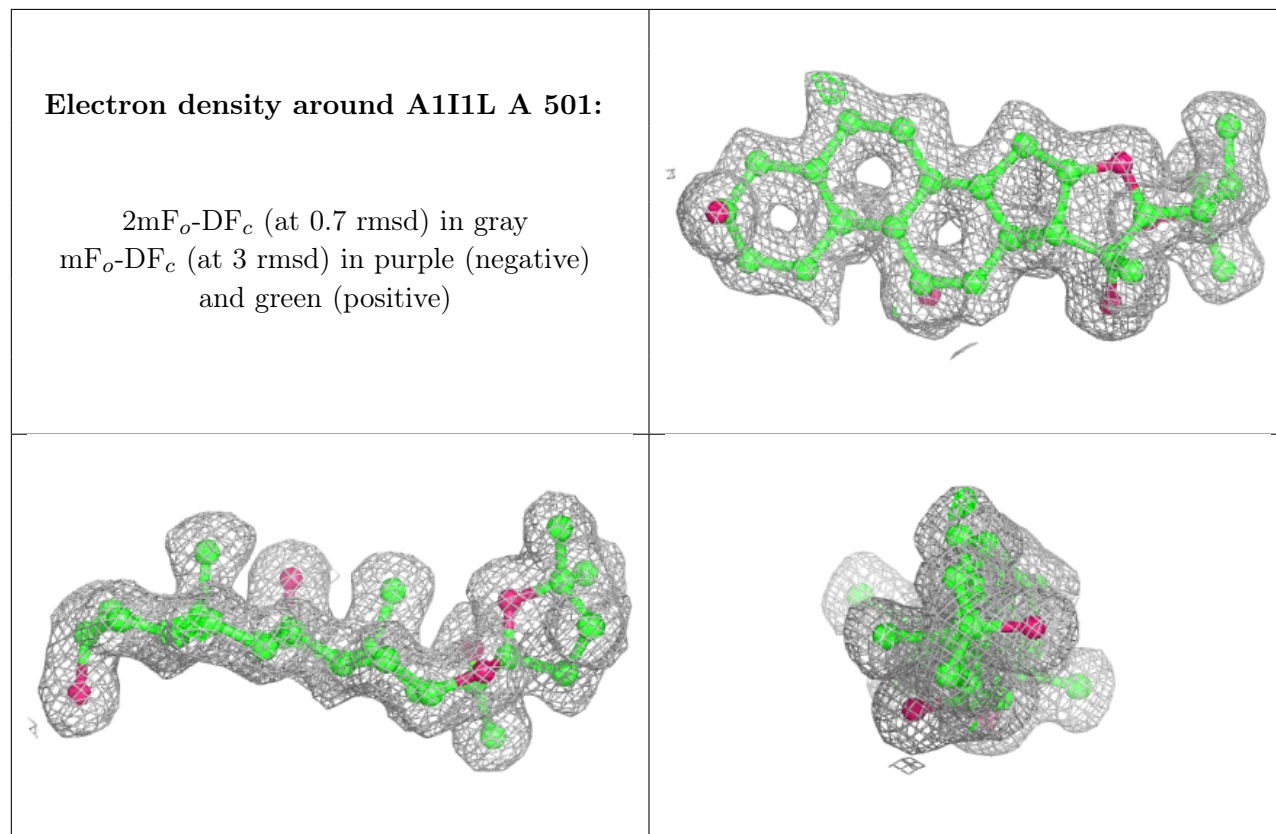 Electron density around A1I1L A 501:
2mFo-DFc (at 0.7 rmsd) in gray
mFo-DFc (at 3 rmsd) in purple (negative)
and green (positive)